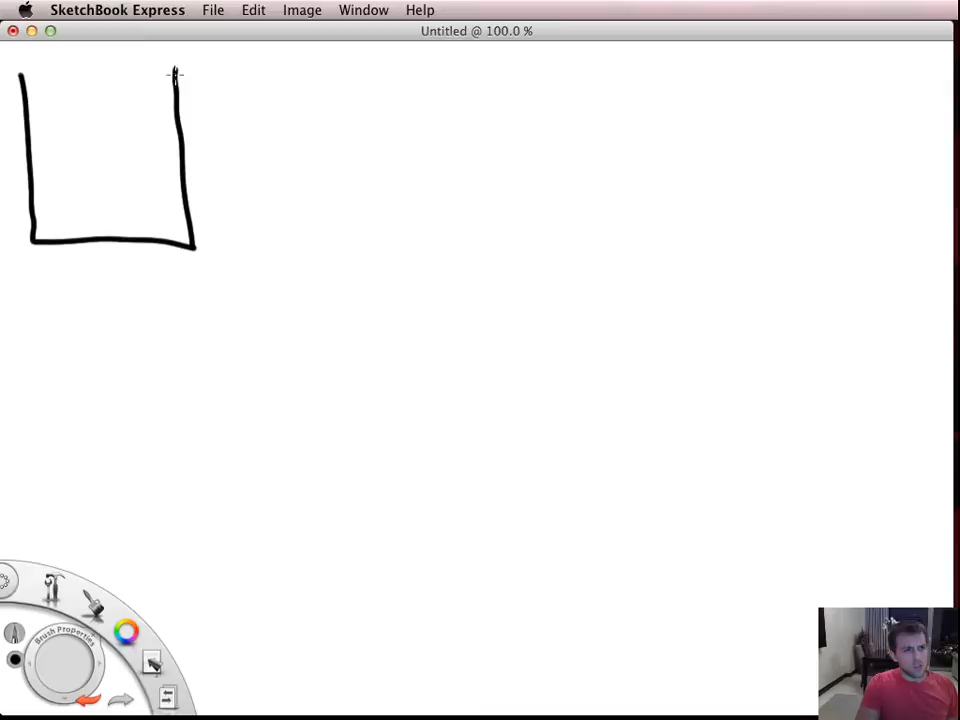 SketchBook Express File Edit Image Window Help
Untitled @ 100.0 %
Brush Properties